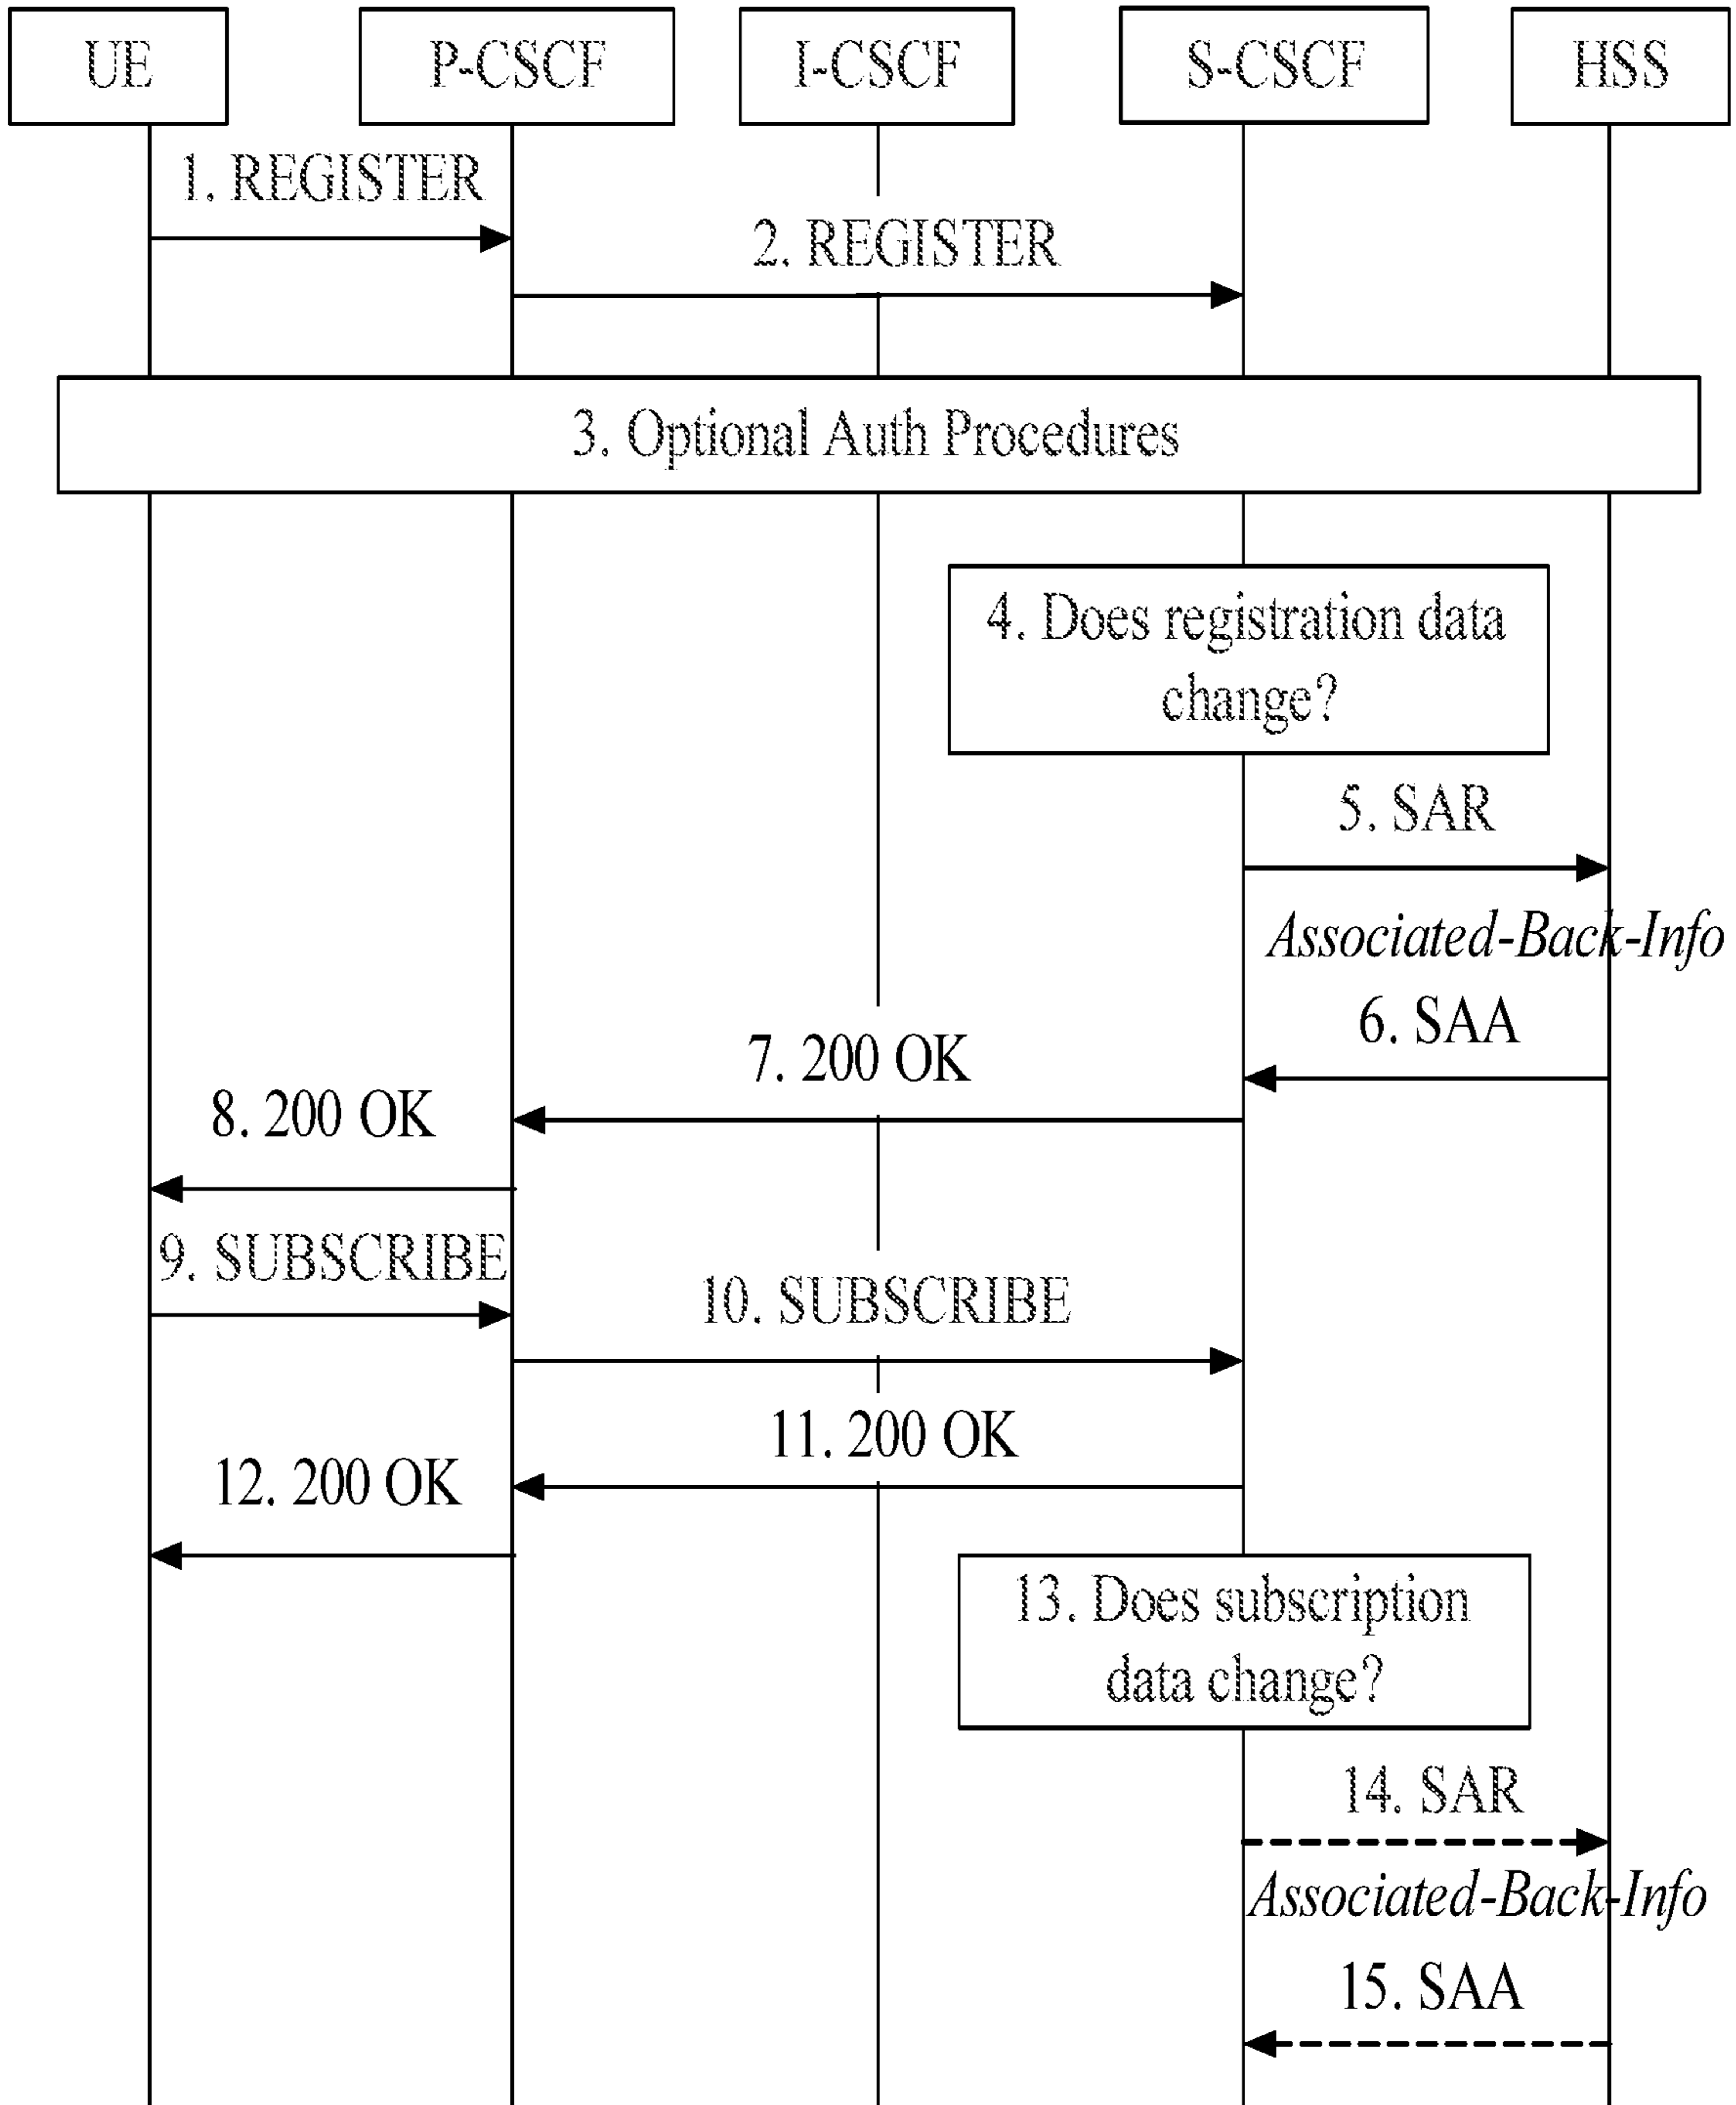 UE
P-CSCF
I-CSCF
S-CSCF
HSS
1. REGISTER
2. REGISTER
3. Optional Auth Procedures
4. Does registration data
change?
5. SAR
Associated-Back-Info
6. SAA
7. 200 OK
8. 200 OK
9. SUBSCRIBE
10. SUBSCRIBE
11. 200 OK
12. 200 OK
13. Does subscription
data change?
14. SAR
Associated-Back-Info
15. SAA